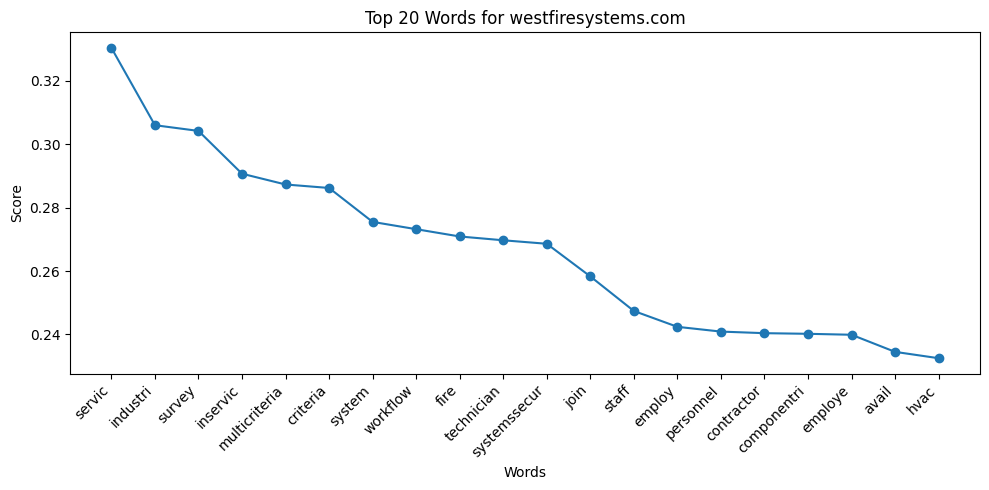 Top 20 Words for westfiresystems.com
Score
0.32
0.30
0.28
0.26
0.24
servic
industri
survey
inservic
multicriteria
criteria
system
workflow
fire
technician
systemssecur
join
staff
employ
personnel
contractor
componentri
employe
avail
hvac
Words